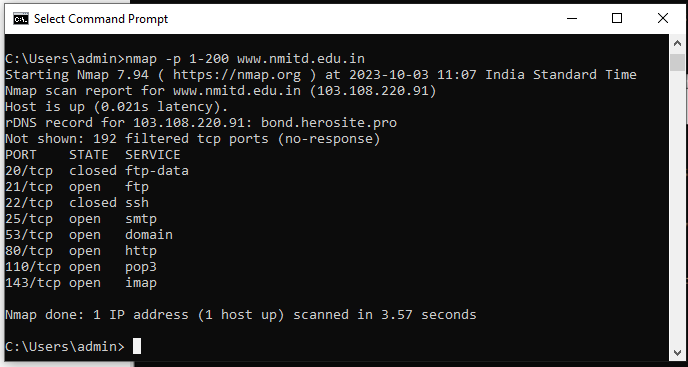 Select Command Prompt
C:\Users\admin>nmap -p 1-200 www.nmitd.edu.in
Starting Nmap 7.94 ( https://nmap.org ) at 2023-10-03 11:07 India Standard Time
Nmap scan report for www.nmitd.edu.in (103.108.220.91)
Host is up (0.021s latency).
rDNS record for 103.108.220.91: bond.herosite.pro
Not shown: 192 filtered tcp ports (no-response)
PORT    STATE  SERVICE
20/tcp  closed ftp-data
21/tcp  open   ftp
22/tcp  closed ssh
25/tcp  open   smtp
53/tcp  open   domain
80/tcp  open   http
110/tcp open   pop3
143/tcp open   imap
Nmap done: 1 IP address (1 host up) scanned in 3.57 seconds
C:\Users\admin>